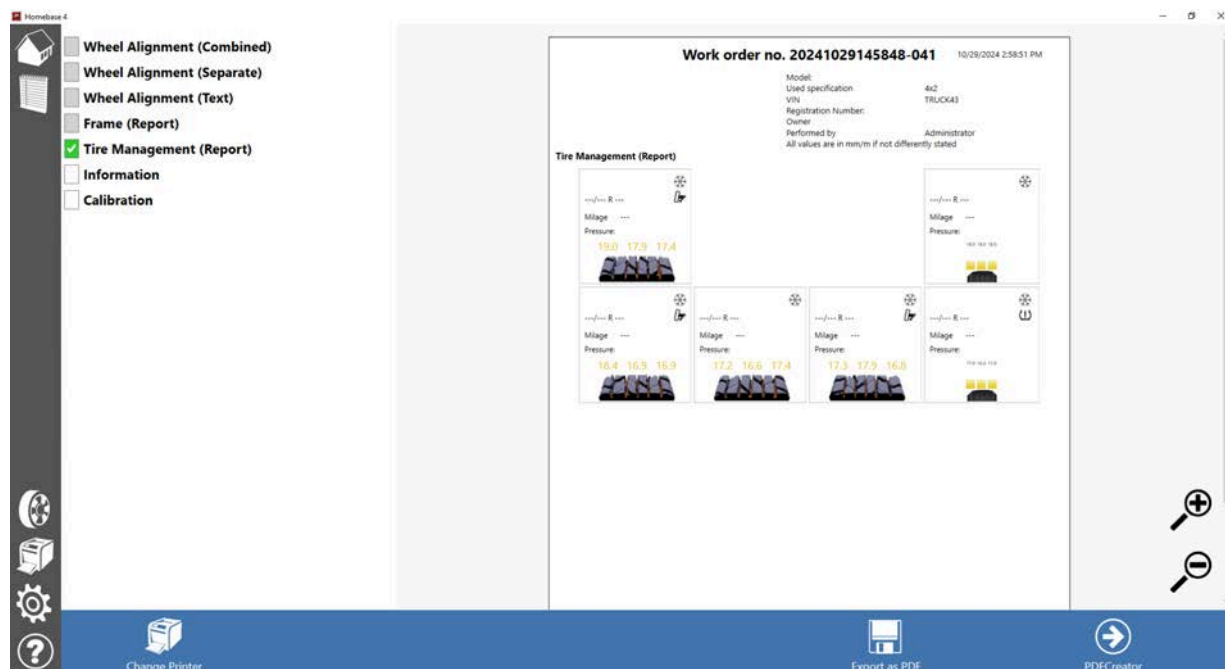 Homebase 4
Wheel Alignment (Combined)
Wheel Alignment (Separate)
Wheel Alignment (Text)
Frame (Report)
Tire Management (Report)
Information
Calibration
Work order no. 20241029145848-041 10/29/2024 2:58:51 PM
Model:
Used specification 4x2
VIN TRUCK43
Registration Number:
Owner
Performed by Administrator
All values are in mm/m if not differently stated
Tire Management (Report)
---/--- R --- ---/--- R ---
Milage --- Milage ---
Pressure: Pressure:
19.0 17.9 17.4
---/--- R --- ---/--- R --- ---/--- R --- ---/--- R ---
Milage --- Milage --- Milage --- Milage ---
Pressure: Pressure: Pressure: Pressure:
16.9 16.9 17.2 16.6 17.4 17.3 17.9 16.8
Change Printer Export as PDF PDFCreator